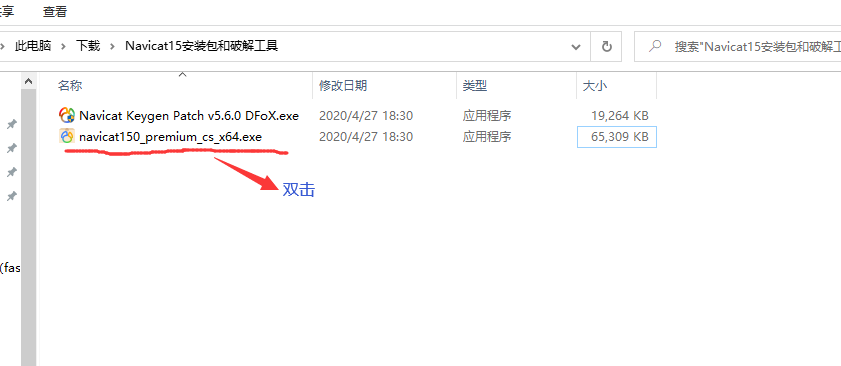 共享 查看
此电脑 下载 Navicat15安装包和破解工具 搜索"Navicat15安装包和破解工
名称 修改日期 类型 大小
Navicat Keygen Patch v5.6.0 DFoX.exe 2020/4/27 18:30 应用程序 19,264 KB
navicat150_premium_cs_x64.exe 2020/4/27 18:30 应用程序 65,309 KB
双击
(fas